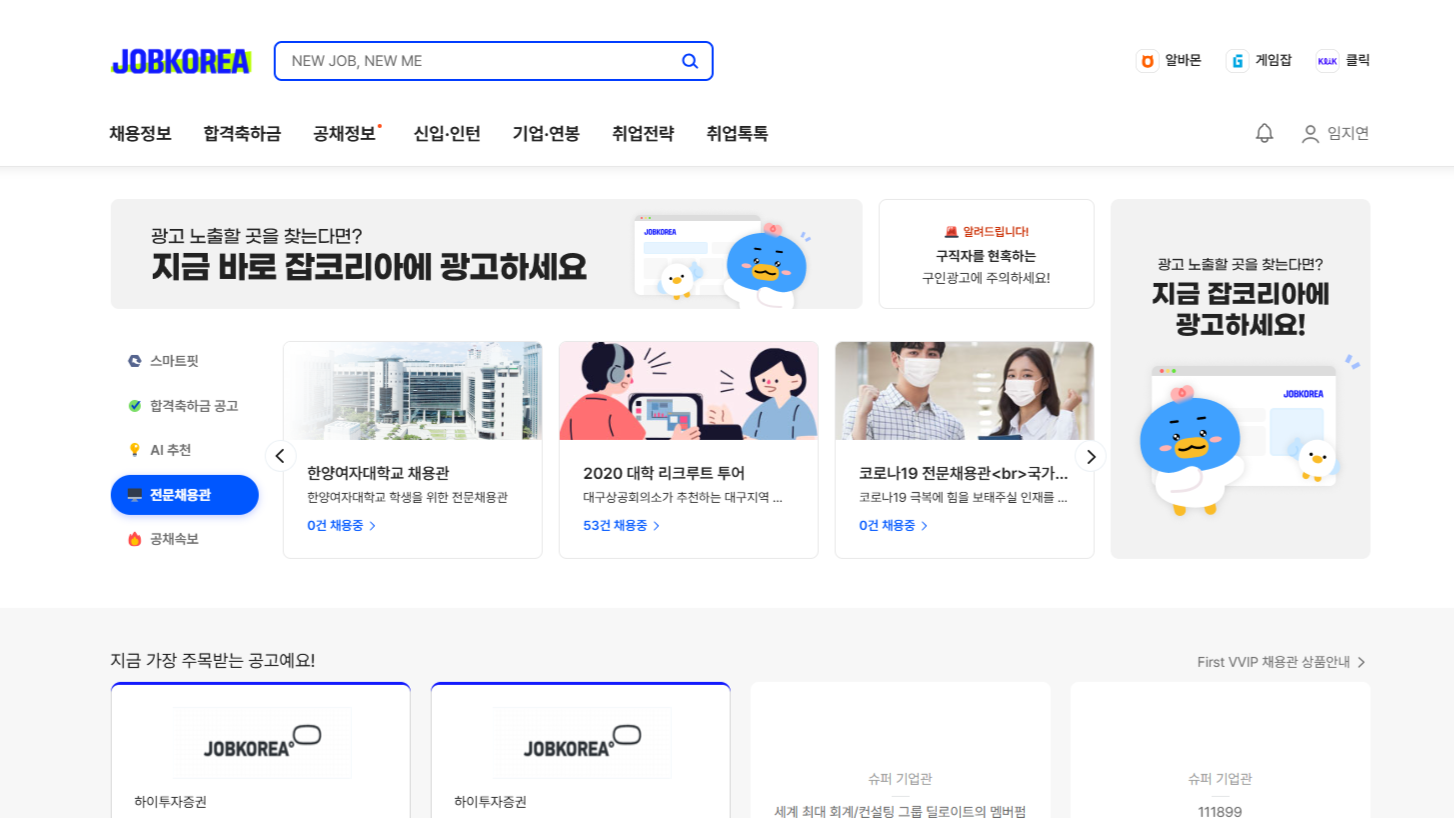 JOBKOREA
NEW JOB, NEW ME
알바몬
게임잡
KLiK
클릭
채용정보
합격축하금
공채정보
신입·인턴
기업·연봉
취업전략
취업톡톡
임지연
광고 노출할 곳을 찾는다면?
지금 바로 잡코리아에 광고하세요
JOBKOREA
알려드립니다!
구직자를 현혹하는
구인광고에 주의하세요!
광고 노출할 곳을 찾는다면?
지금 잡코리아에
광고하세요!
JOBKOREA
스마트핏
합격축하금 공고
AI 추천
전문채용관
공채속보
한양여자대학교 채용관
한양여자대학교 학생을 위한 전문채용관
0건 채용중
2020 대학 리크루트 투어
대구상공회의소가 추천하는 대구지역 ...
53건 채용중
코로나19 전문채용관<br>국가...
코로나19 극복에 힘을 보태주실 인재를 ...
0건 채용중
지금 가장 주목받는 공고예요!
First VVIP 채용관 상품안내
JOBKOREA
하이투자증권
JOBKOREA
하이투자증권
슈퍼 기업관
세계 최대 회계/컨설팅 그룹 딜로이트의 멤버펌
슈퍼 기업관
111899